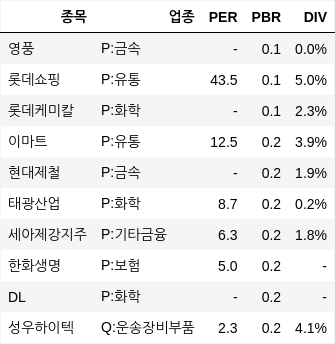 종목 업종 PER PBR DIV
영풍 P:금속 - 0.1 0.0%
롯데쇼핑 P:유통 43.5 0.1 5.0%
롯데케미칼 P:화학 - 0.1 2.3%
이마트 P:유통 12.5 0.2 3.9%
현대제철 P:금속 - 0.2 1.9%
태광산업 P:화학 8.7 0.2 0.2%
세아제강지주 P:기타금융 6.3 0.2 1.8%
한화생명 P:보험 5.0 0.2 -
DL P:화학 - 0.2 -
성우하이텍 Q:운송장비부품 2.3 0.2 4.1%